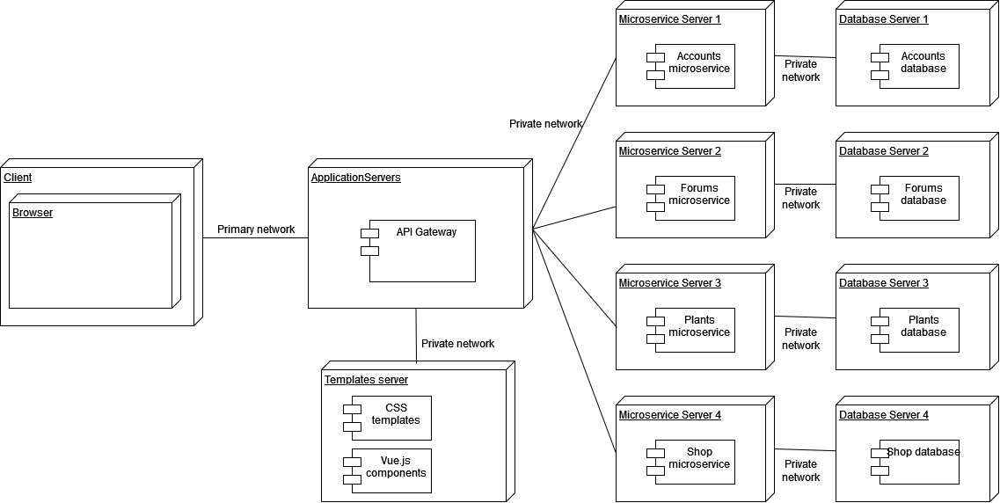 Microservice Server 1
Accounts
microservice
Private
network
Database Server 1
Accounts
database
Private network
Microservice Server 2
Forums
microservice
Private
network
Database Server 2
Forums
database
Client
Browser
Primary network
ApplicationServers
API Gateway
Microservice Server 3
Plants
microservice
Private
network
Database Server 3
Plants
database
Private network
Templates server
CSS
templates
Vue.js
components
Microservice Server 4
Shop
microservice
Private
network
Database Server 4
Shop database